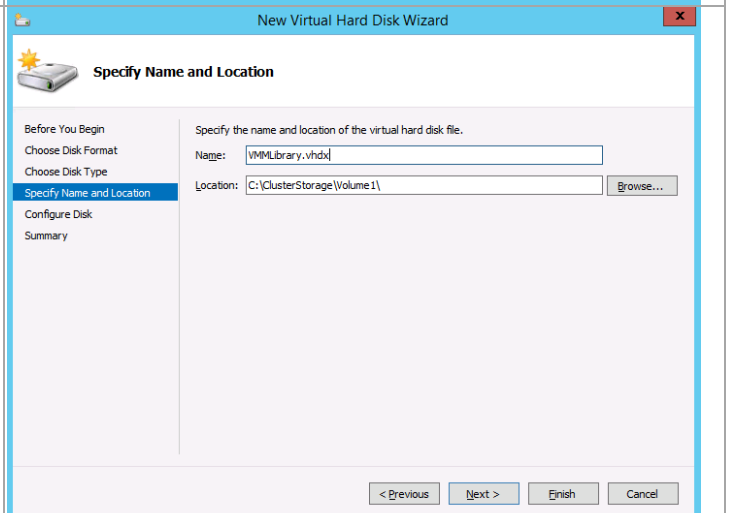 New Virtual Hard Disk Wizard
x
Specify Name and Location
Before You Begin
Choose Disk Format
Choose Disk Type
Specify Name and Location
Configure Disk
Summary
Specify the name and location of the virtual hard disk file.
Name: VMMLibrary.vhdx
Location: C:\ClusterStorage\Volume1\ Browse...
< Previous Next > Finish Cancel